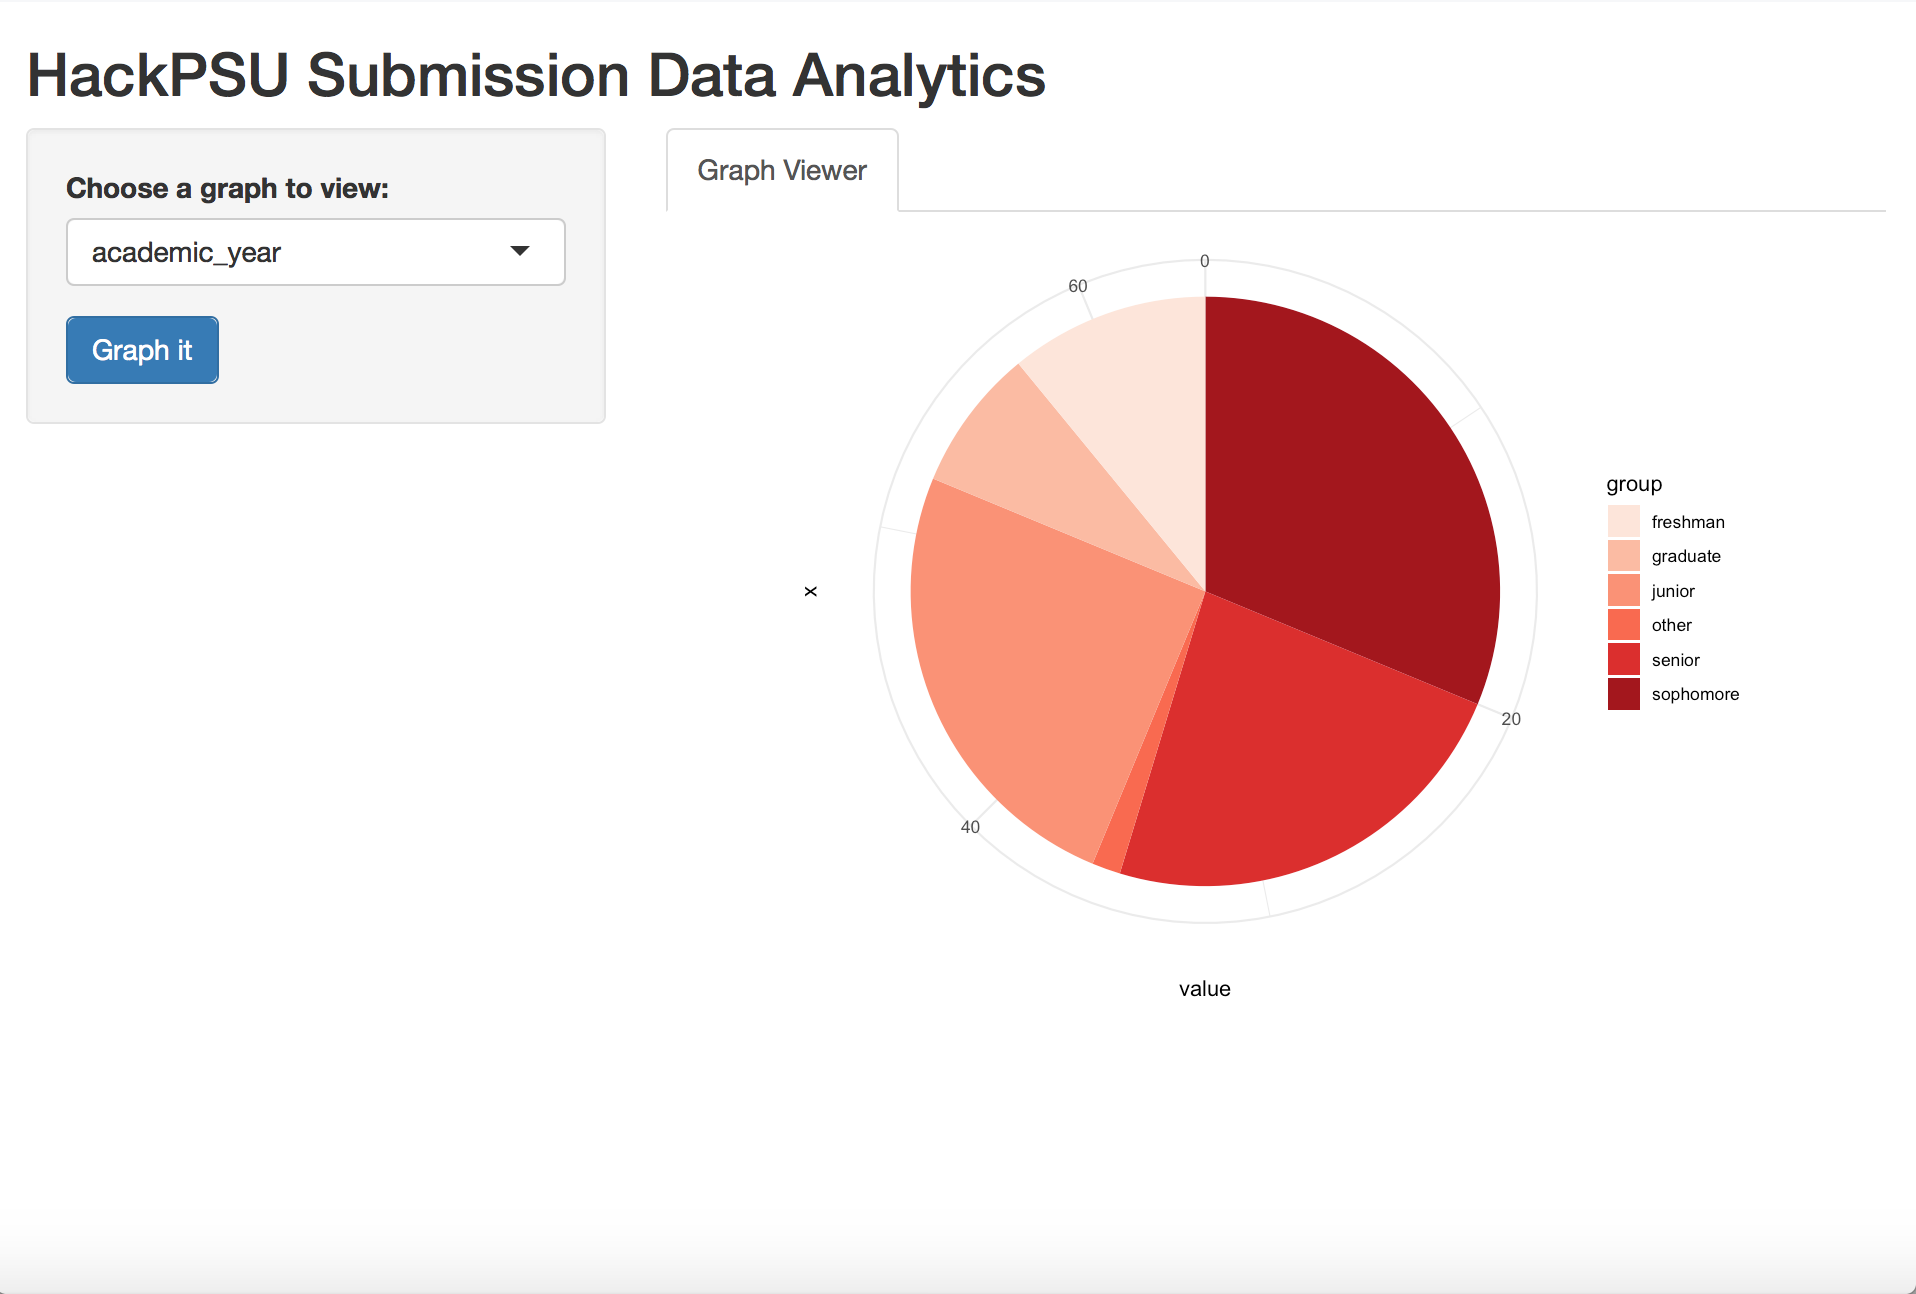 HackPSU Submission Data Analytics
Choose a graph to view:
academic_year
Graph it
Graph Viewer
0
60
20
40
x
value
group
freshman
graduate
junior
other
senior
sophomore